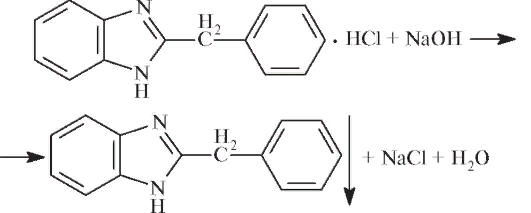 N
H₂
C
N
H
· HCl + NaOH
N
H₂
C
N
H
+ NaCl + H₂O